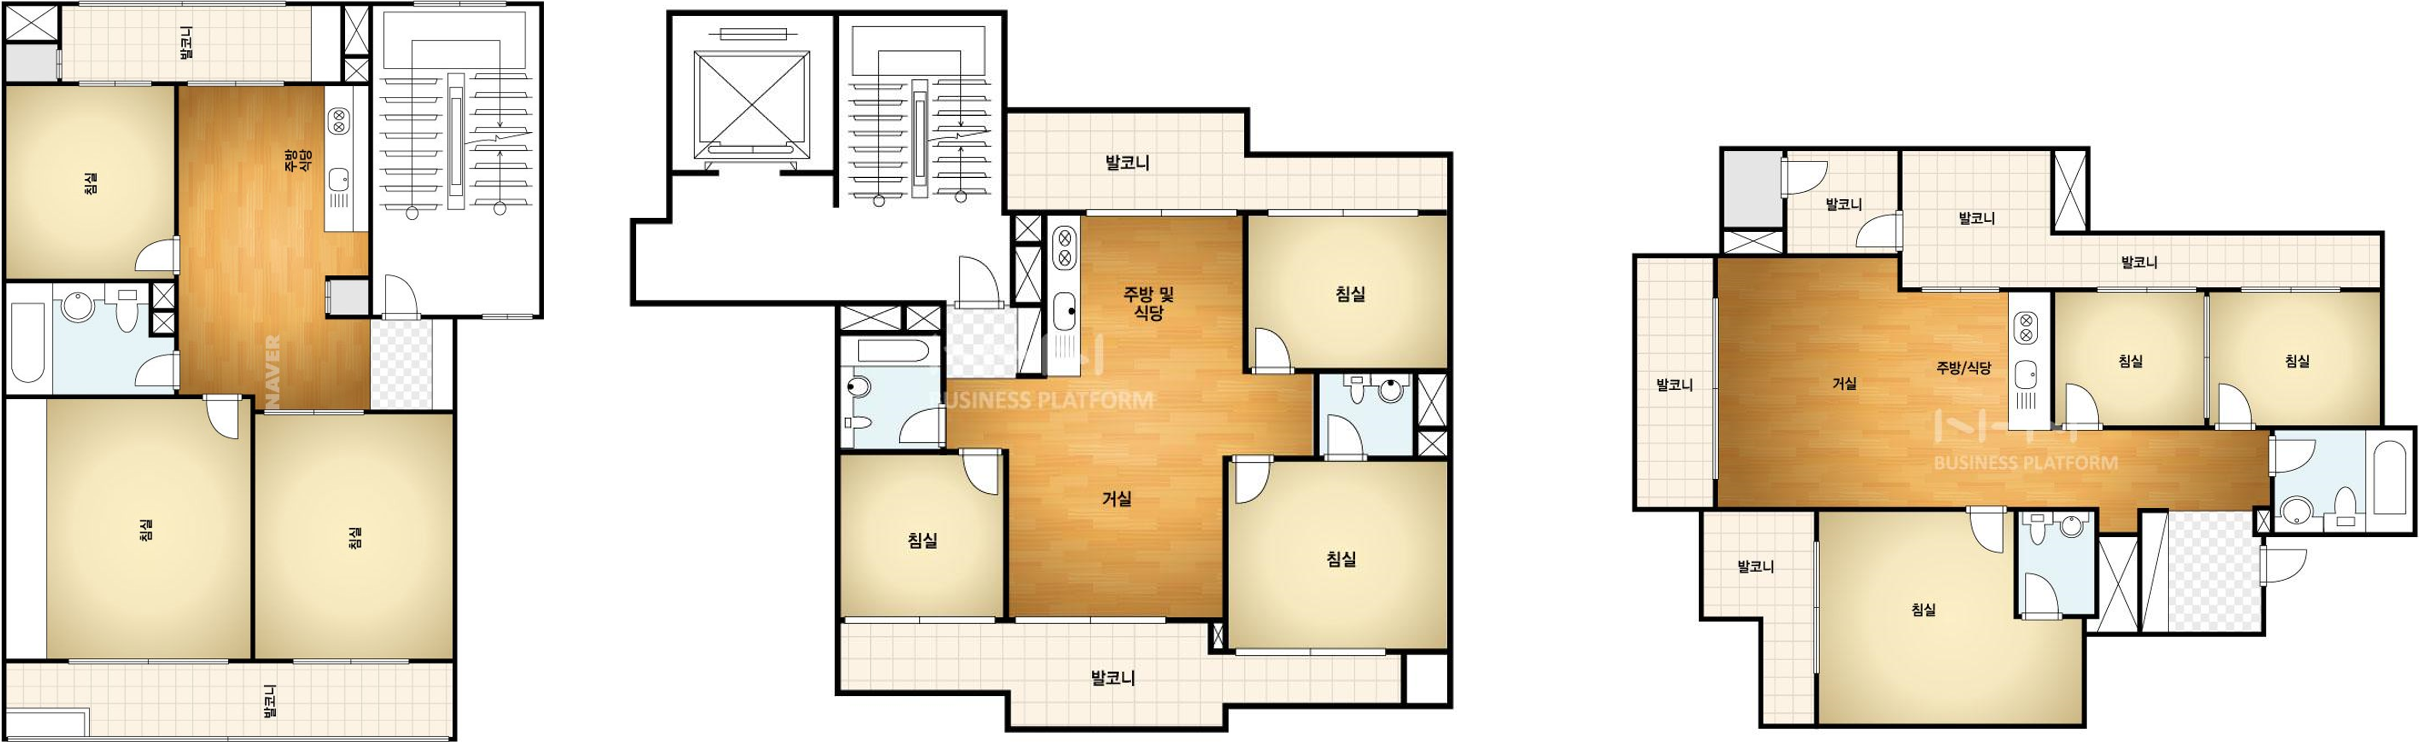 발코니
주방
식당
침실
NAVER
침실
침실
발코니
발코니
주방 및
식당
침실
NHN
BUSINESS PLATFORM
거실
침실
침실
발코니
발코니
발코니
발코니
발코니
거실
주방/식당
침실
침실
NHN
BUSINESS PLATFORM
발코니
침실